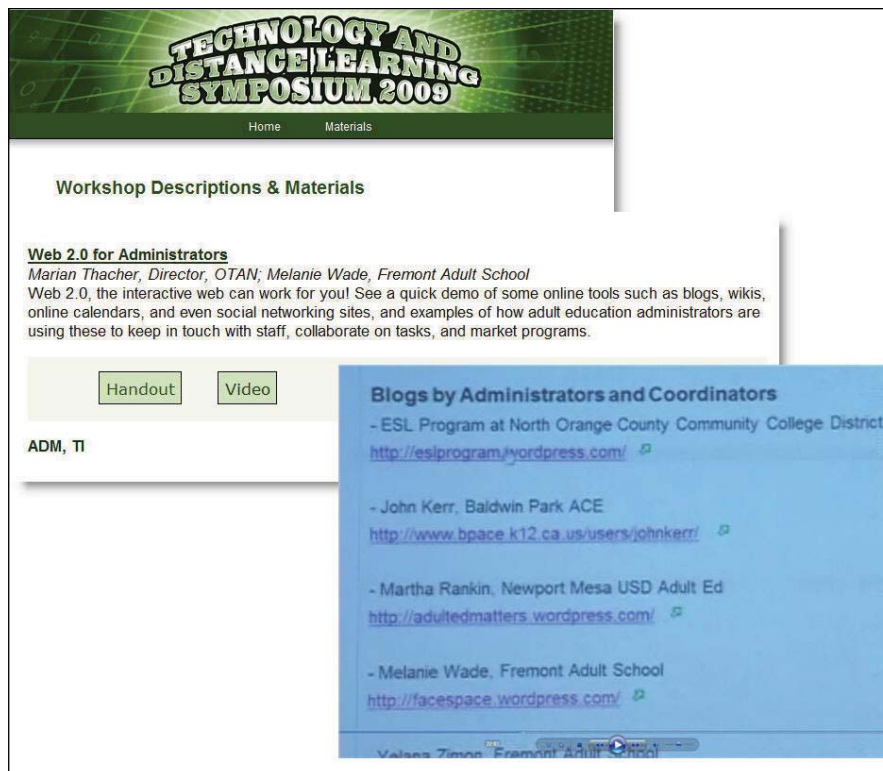 TECHNOLOGY AND
DISTANCE LEARNING
SYMPOSIUM 2009
Home Materials
Workshop Descriptions & Materials
Web 2.0 for Administrators
Marian Thacher, Director, OTAN; Melanie Wade, Fremont Adult School
Web 2.0, the interactive web can work for you! See a quick demo of some online tools such as blogs, wikis,
online calendars, and even social networking sites, and examples of how adult education administrators are
using these to keep in touch with staff, collaborate on tasks, and market programs.
Handout Video
ADM, TI
Blogs by Administrators and Coordinators
- ESL Program at North Orange County Community College District
http://eslprogram.wordpress.com/
- John Kerr, Baldwin Park ACE
http://www.bpace.k12.ca.us/users/johnkerr/
- Martha Rankin, Newport Mesa USD Adult Ed
http://adultedmatters.wordpress.com/
- Melanie Wade, Fremont Adult School
http://facespace.wordpress.com/
- Yelena Zimon, Fremont Adult School